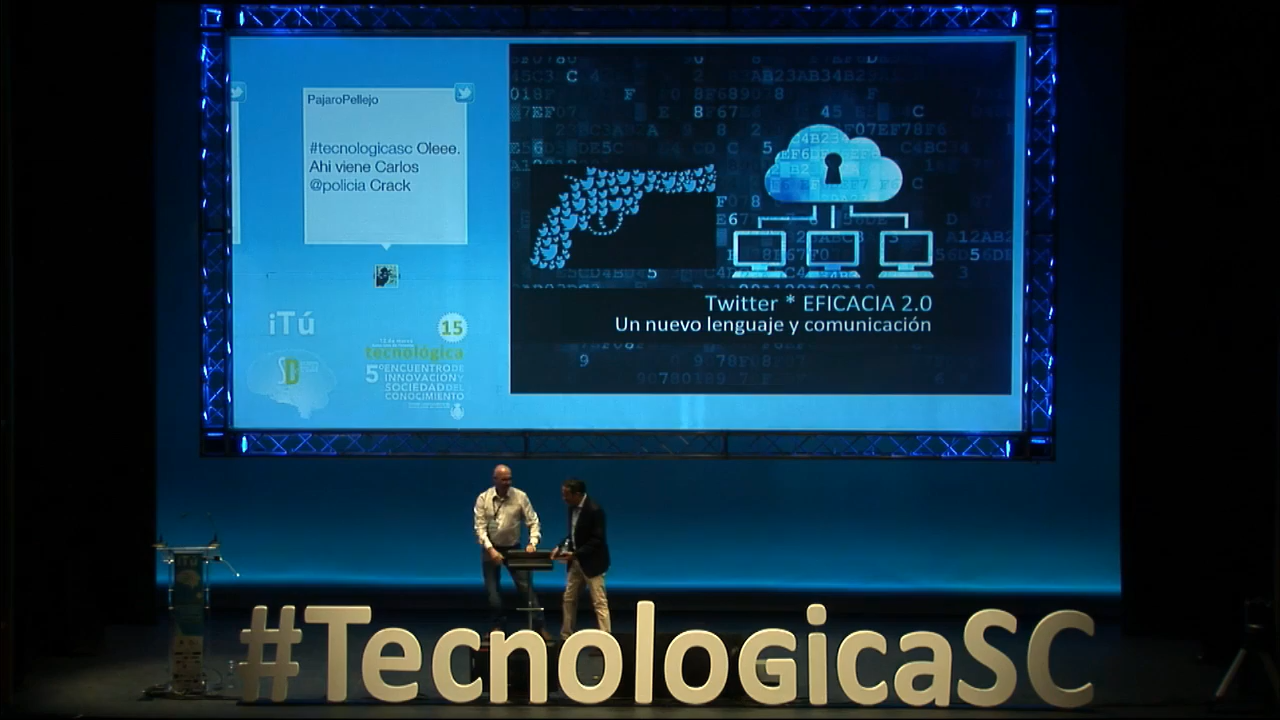 PajaroPellejo
#tecnologicasc Oleee.
Ahi viene Carlos
@policia Crack
iTú
15
tecnológica
5º ENCUENTRO DE
INNOVACIÓN Y
SOCIEDAD DEL
CONOCIMIENTO
Twitter * EFICACIA 2.0
Un nuevo lenguaje y comunicación
iTú
#TecnologicaSC